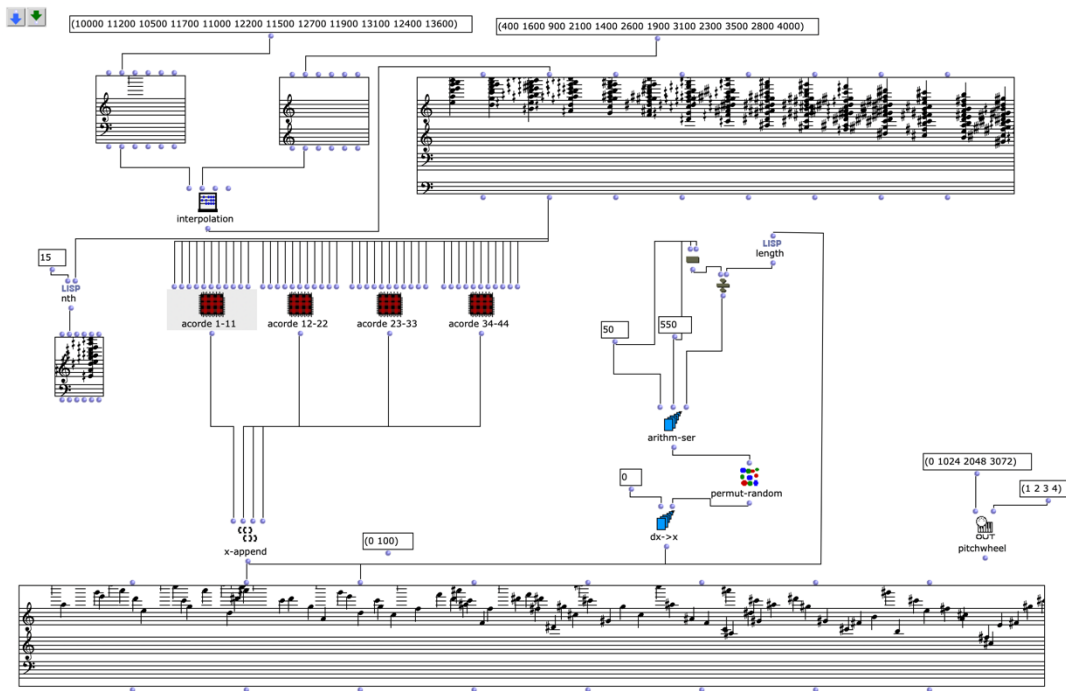 (10000 11200 10500 11700 11000 12200 11500 12700 11900 13100 12400 13600)
(400 1600 900 2100 1400 2600 1900 3100 2300 3500 2800 4000)
interpolation
15
LISP
nth
LISP
length
acorde 1-11
acorde 12-22
acorde 23-33
acorde 34-44
50
550
arithm-ser
0
permut-random
(0 1024 2048 3072)
(1 2 3 4)
OUT
pitchwheel
x-append
(0 100)
dx->x